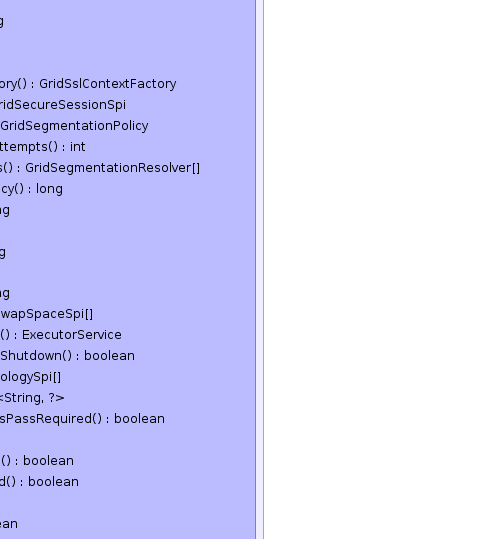 g
ory() : GridSslContextFactory
ridSecureSessionSpi
GridSegmentationPolicy
ttempts() : int
s() : GridSegmentationResolver[]
cy() : long
ng
g
ng
wapSpaceSpi[]
() : ExecutorService
Shutdown() : boolean
ologySpi[]
<String, ?>
sPassRequired() : boolean
() : boolean
d() : boolean
ean